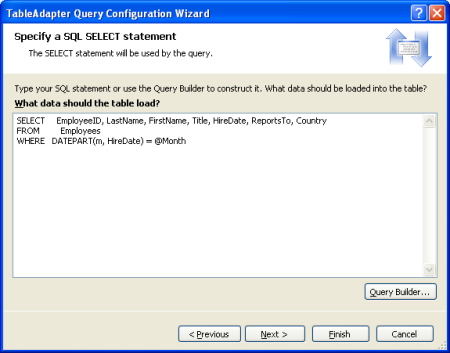 TableAdapter Query Configuration Wizard
Specify a SQL SELECT statement
The SELECT statement will be used by the query.
Type your SQL statement or use the Query Builder to construct it. What data should be loaded into the table?
What data should the table load?
SELECT EmployeeID, LastName, FirstName, Title, HireDate, ReportsTo, Country
FROM Employees
WHERE DATEPART(m, HireDate) = @Month
Query Builder...
< Previous Next > Finish Cancel